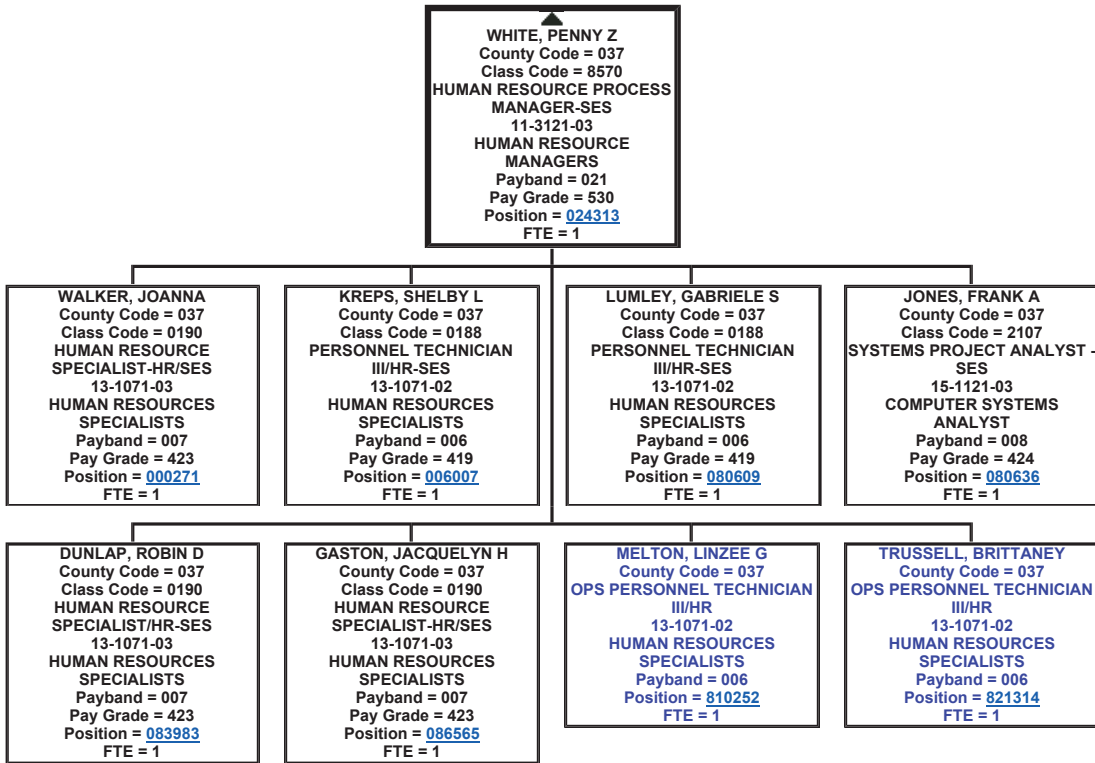 WHITE, PENNY Z
County Code = 037
Class Code = 8570
HUMAN RESOURCE PROCESS
MANAGER-SES
11-3121-03
HUMAN RESOURCE
MANAGERS
Payband = 021
Pay Grade = 530
Position = 024313
FTE = 1
WALKER, JOANNA
County Code = 037
Class Code = 0190
HUMAN RESOURCE
SPECIALIST-HR/SES
13-1071-03
HUMAN RESOURCES
SPECIALISTS
Payband = 007
Pay Grade = 423
Position = 000271
FTE = 1
KREPS, SHELBY L
County Code = 037
Class Code = 0188
PERSONNEL TECHNICIAN
III/HR-SES
13-1071-02
HUMAN RESOURCES
SPECIALISTS
Payband = 006
Pay Grade = 419
Position = 006007
FTE = 1
LUMLEY, GABRIELE S
County Code = 037
Class Code = 0188
PERSONNEL TECHNICIAN
III/HR-SES
13-1071-02
HUMAN RESOURCES
SPECIALISTS
Payband = 006
Pay Grade = 419
Position = 080609
FTE = 1
JONES, FRANK A
County Code = 037
Class Code = 2107
SYSTEMS PROJECT ANALYST -
SES
15-1121-03
COMPUTER SYSTEMS
ANALYST
Payband = 008
Pay Grade = 424
Position = 080636
FTE = 1
DUNLAP, ROBIN D
County Code = 037
Class Code = 0190
HUMAN RESOURCE
SPECIALIST/HR-SES
13-1071-03
HUMAN RESOURCES
SPECIALISTS
Payband = 007
Pay Grade = 423
Position = 083983
FTE = 1
GASTON, JACQUELYN H
County Code = 037
Class Code = 0190
HUMAN RESOURCE
SPECIALIST-HR/SES
13-1071-03
HUMAN RESOURCES
SPECIALISTS
Payband = 007
Pay Grade = 423
Position = 086565
FTE = 1
MELTON, LINZEE G
County Code = 037
OPS PERSONNEL TECHNICIAN
III/HR
13-1071-02
HUMAN RESOURCES
SPECIALISTS
Payband = 006
Position = 810252
FTE = 1
TRUSSELL, BRITTANEY
County Code = 037
OPS PERSONNEL TECHNICIAN
III/HR
13-1071-02
HUMAN RESOURCES
SPECIALISTS
Payband = 006
Position = 821314
FTE = 1